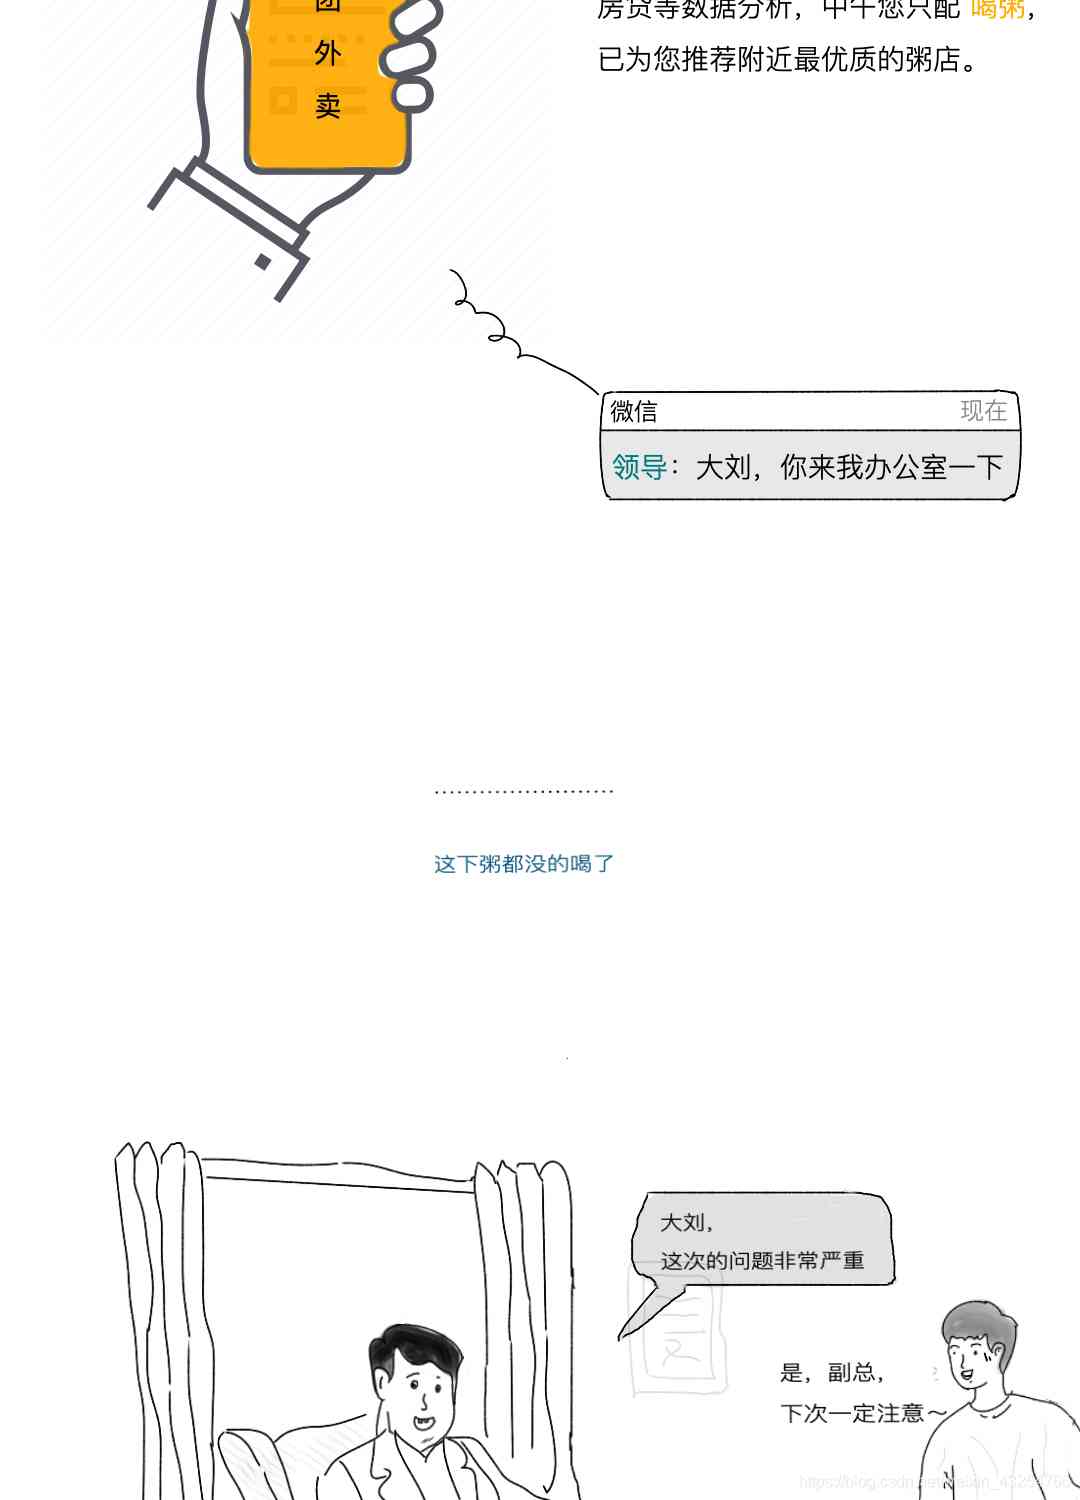 团
外
卖
房贷等数据分析，中午您只配 喝粥，
已为您推荐附近最优质的粥店。
微信 现在
领导：大刘，你来我办公室一下
........................
这下粥都没的喝了
大刘，
这次的问题非常严重
是，副总，
下次一定注意～